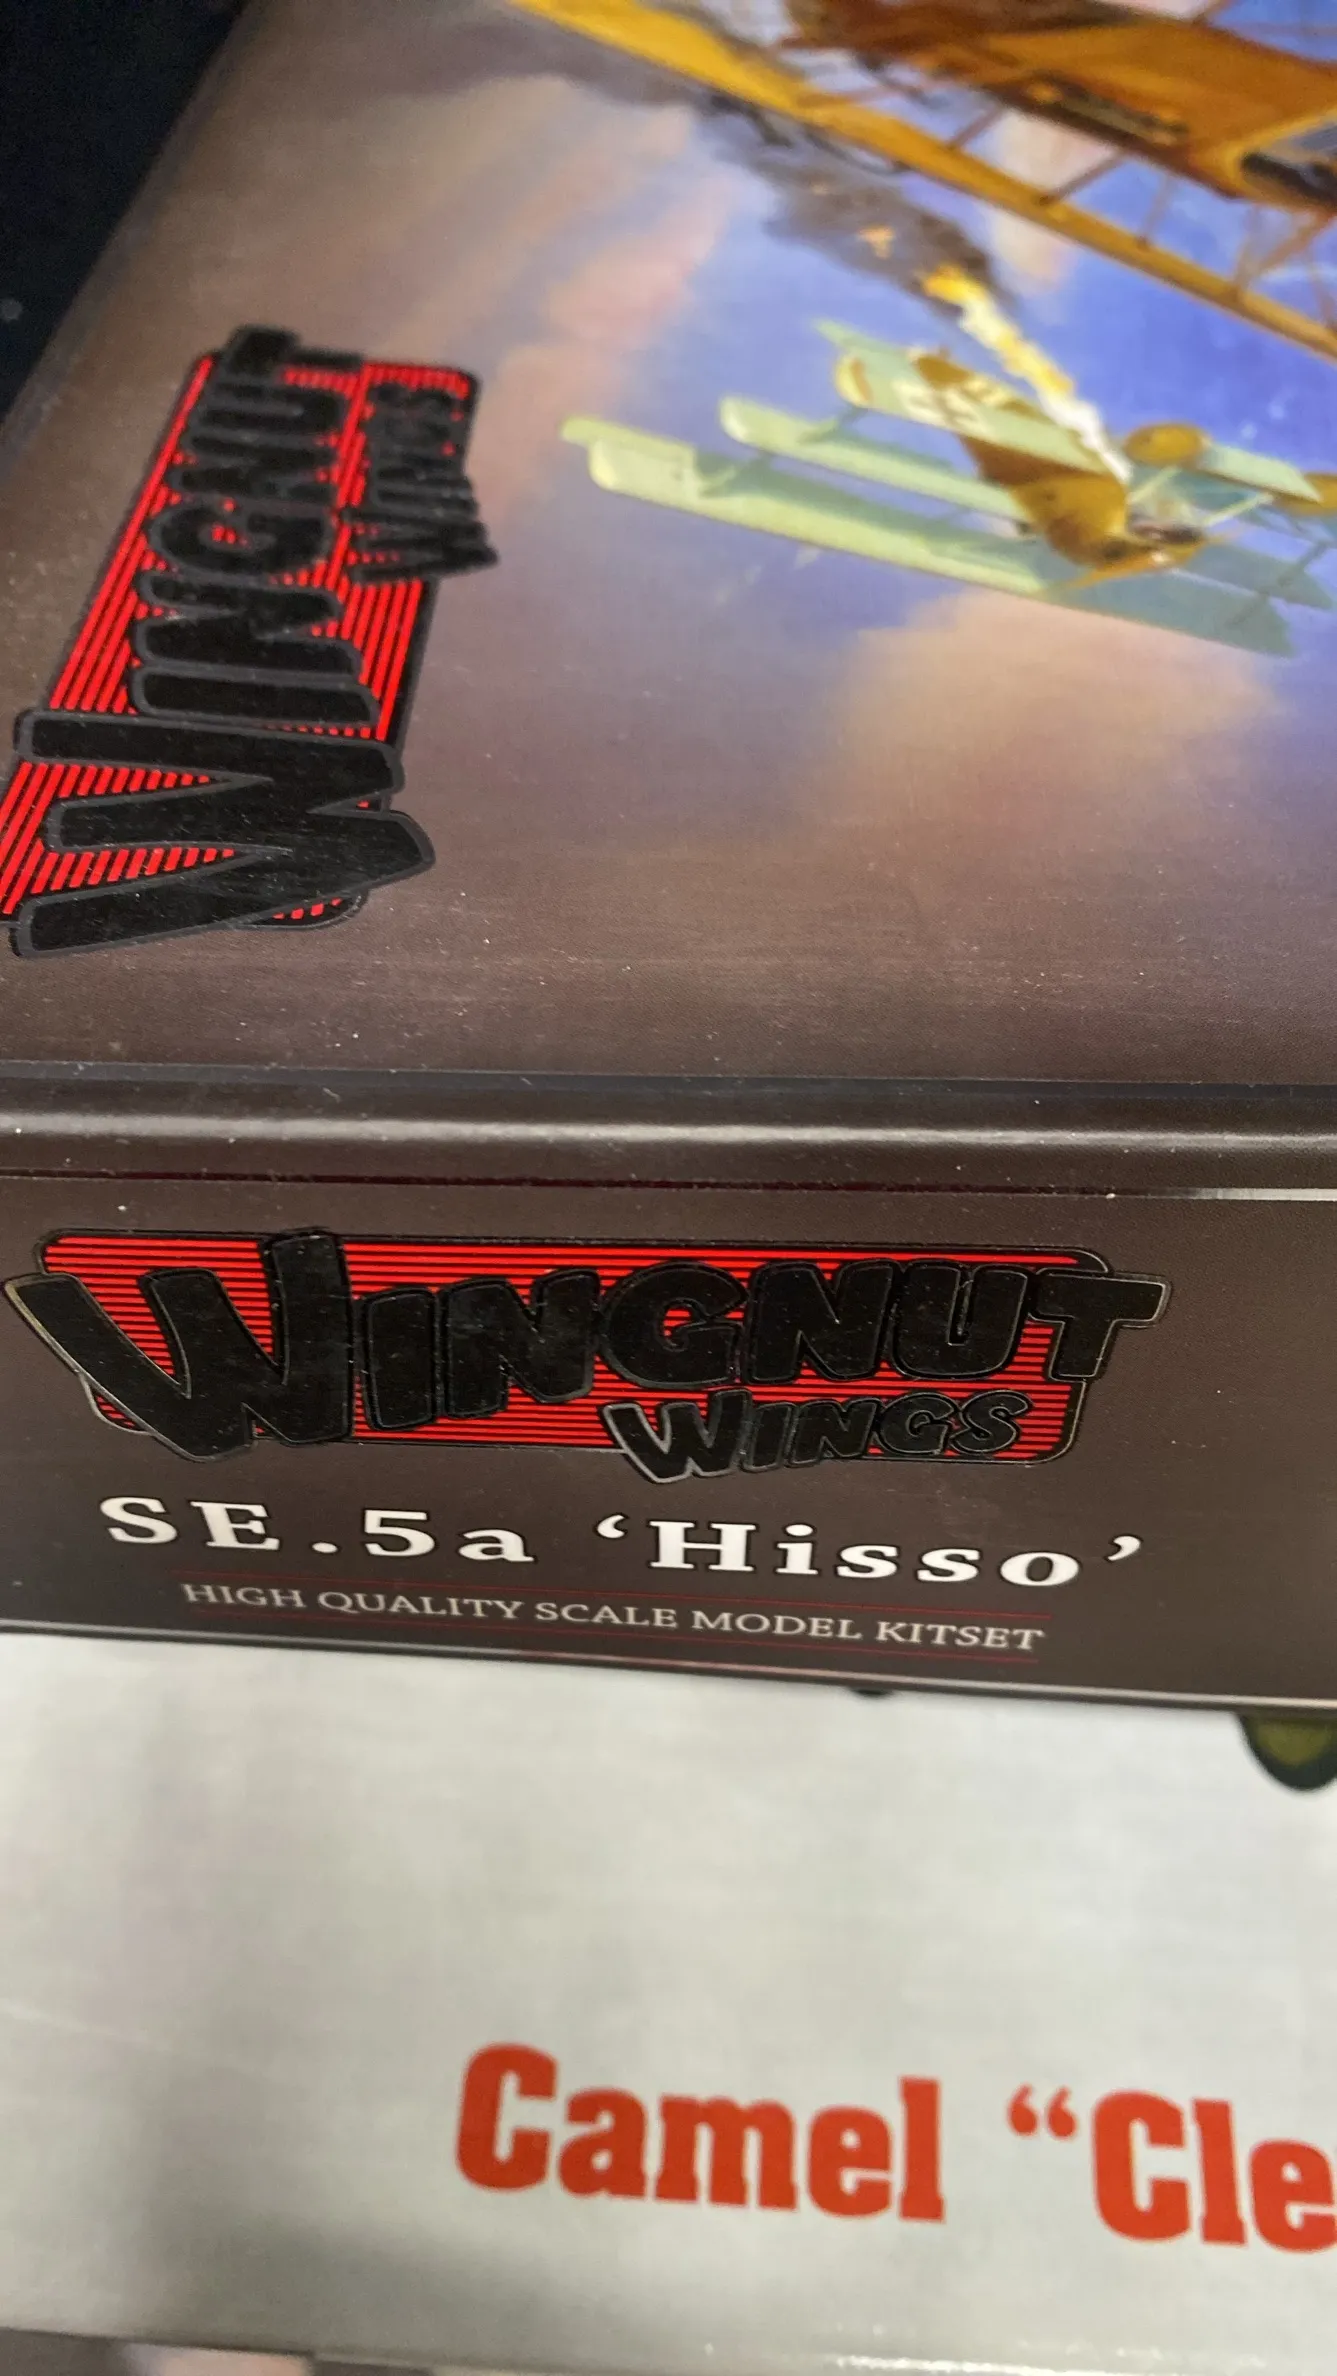 WINGNUT
WINGS
WINGNUT
WINGS
SE.5a ‘Hisso’
HIGH QUALITY SCALE MODEL KITSET
Camel “Cle